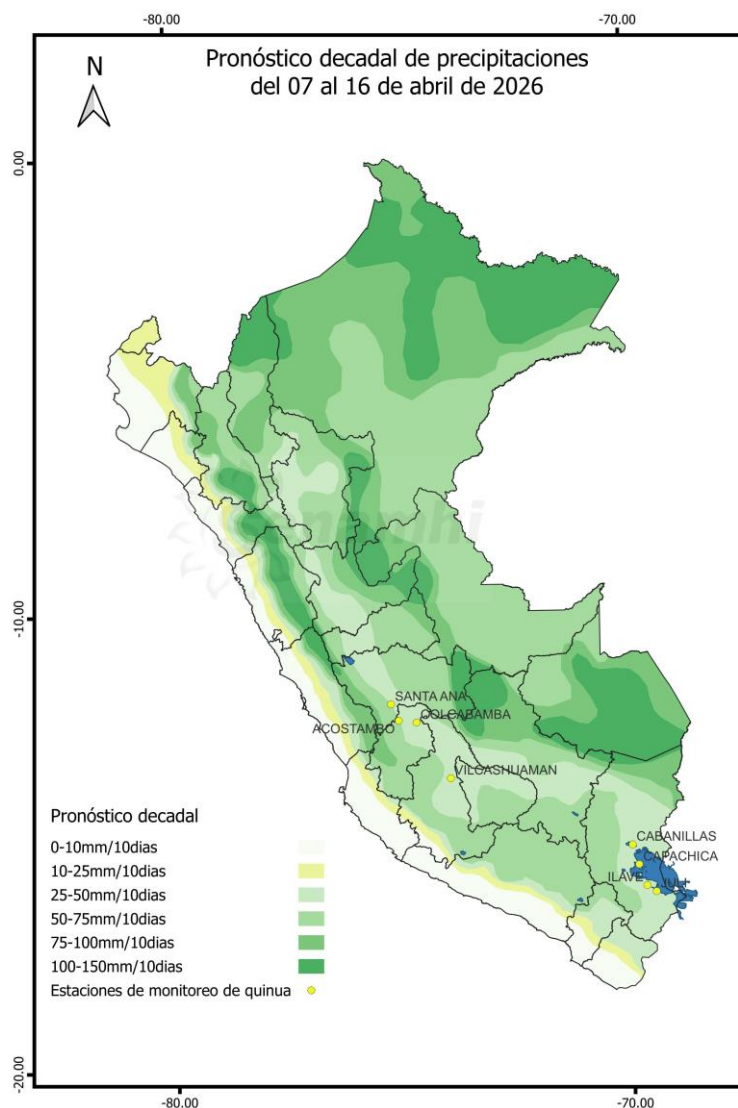 -80.00
-70.00
Pronóstico decadal de precipitaciones
del 07 al 16 de abril de 2026
N
0.00
-10.00
-20.00
senamhi
SANTA ANA
COLCABAMBA
ACOSTAMBO
VILCASHUAMAN
CABANILLAS
CAPACHICA
ILAVE
JULI
Pronóstico decadal
0-10mm/10dias
10-25mm/10dias
25-50mm/10dias
50-75mm/10dias
75-100mm/10dias
100-150mm/10dias
Estaciones de monitoreo de quinua
-80.00
-70.00